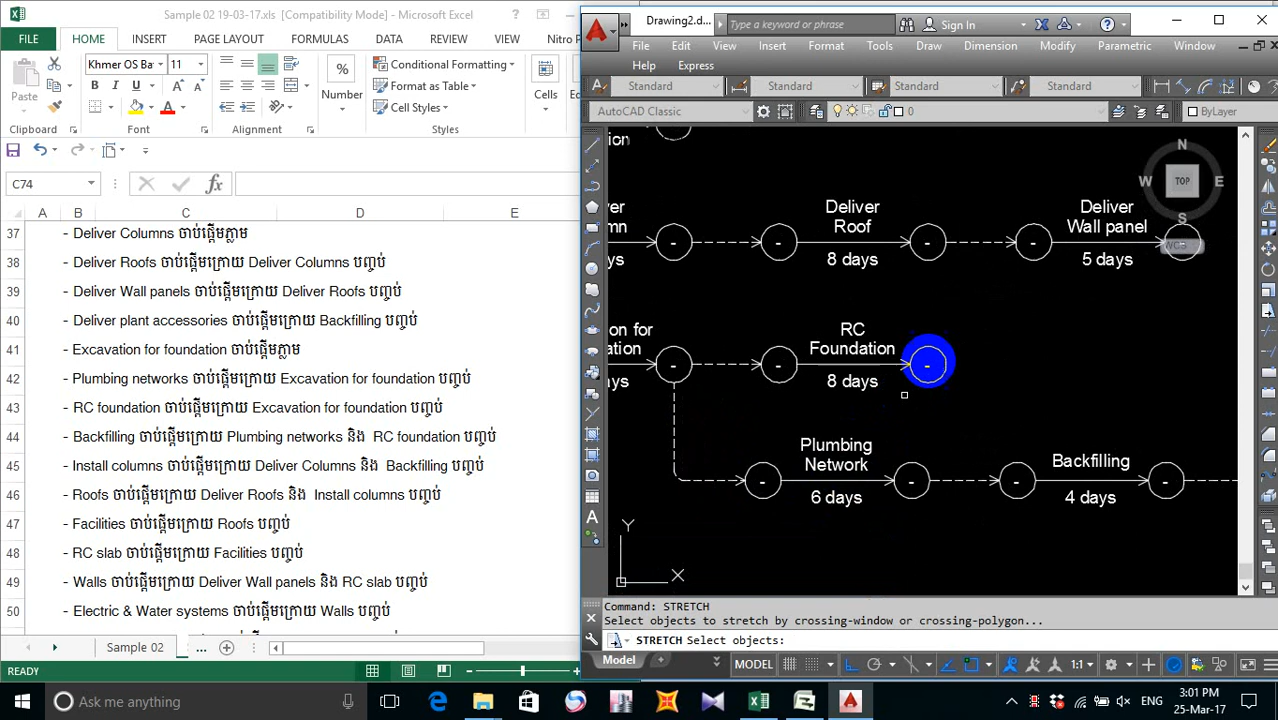 Sample 02 19-03-17.xls [Compatibility Mode] - Microsoft Excel
FILE HOME INSERT PAGE LAYOUT FORMULAS DATA REVIEW VIEW Nitro
Khmer OS Ba 11
Paste
B I U
Number
Conditional Formatting
Format as Table
Cell Styles
Cells
Clipboard Font Alignment Styles
C74
A B C D E
37 - Deliver Columns ចាប់ផ្តើមភ្លាម
38 - Deliver Roofs ចាប់ផ្តើមក្រោយ Deliver Columns បញ្ចប់
39 - Deliver Wall panels ចាប់ផ្តើមក្រោយ Deliver Roofs បញ្ចប់
40 - Deliver plant accessories ចាប់ផ្តើមក្រោយ Backfilling បញ្ចប់
41 - Excavation for foundation ចាប់ផ្តើមភ្លាម
42 - Plumbing networks ចាប់ផ្តើមក្រោយ Excavation for foundation បញ្ចប់
43 - RC foundation ចាប់ផ្តើមក្រោយ Excavation for foundation បញ្ចប់
44 - Backfilling ចាប់ផ្តើមក្រោយ Plumbing networks និង RC foundation បញ្ចប់
45 - Install columns ចាប់ផ្តើមក្រោយ Deliver Columns និង Backfilling បញ្ចប់
46 - Roofs ចាប់ផ្តើមក្រោយ Deliver Roofs និង Install columns បញ្ចប់
47 - Facilities ចាប់ផ្តើមក្រោយ Roofs បញ្ចប់
48 - RC slab ចាប់ផ្តើមក្រោយ Facilities បញ្ចប់
49 - Walls ចាប់ផ្តើមក្រោយ Deliver Wall panels និង RC slab បញ្ចប់
50 - Electric & Water systems ចាប់ផ្តើមក្រោយ Walls បញ្ចប់
Sample 02 ...
READY
Drawing2.d...
Type a keyword or phrase
Sign In
File Edit View Insert Format Tools Draw Dimension Modify Parametric Window
Help Express
Standard Standard Standard Standard
AutoCAD Classic
0
ByLayer
N
W TOP E
S
WCS
Deliver
Roof
8 days
Deliver
Wall panel
5 days
on for
RC
Foundation
8 days
Plumbing
Network
6 days
Backfilling
4 days
Y
X
Command: STRETCH
Select objects to stretch by crossing-window or crossing-polygon...
STRETCH Select objects:
Model
MODEL
1:1
Ask me anything
ENG
3:01 PM
25-Mar-17